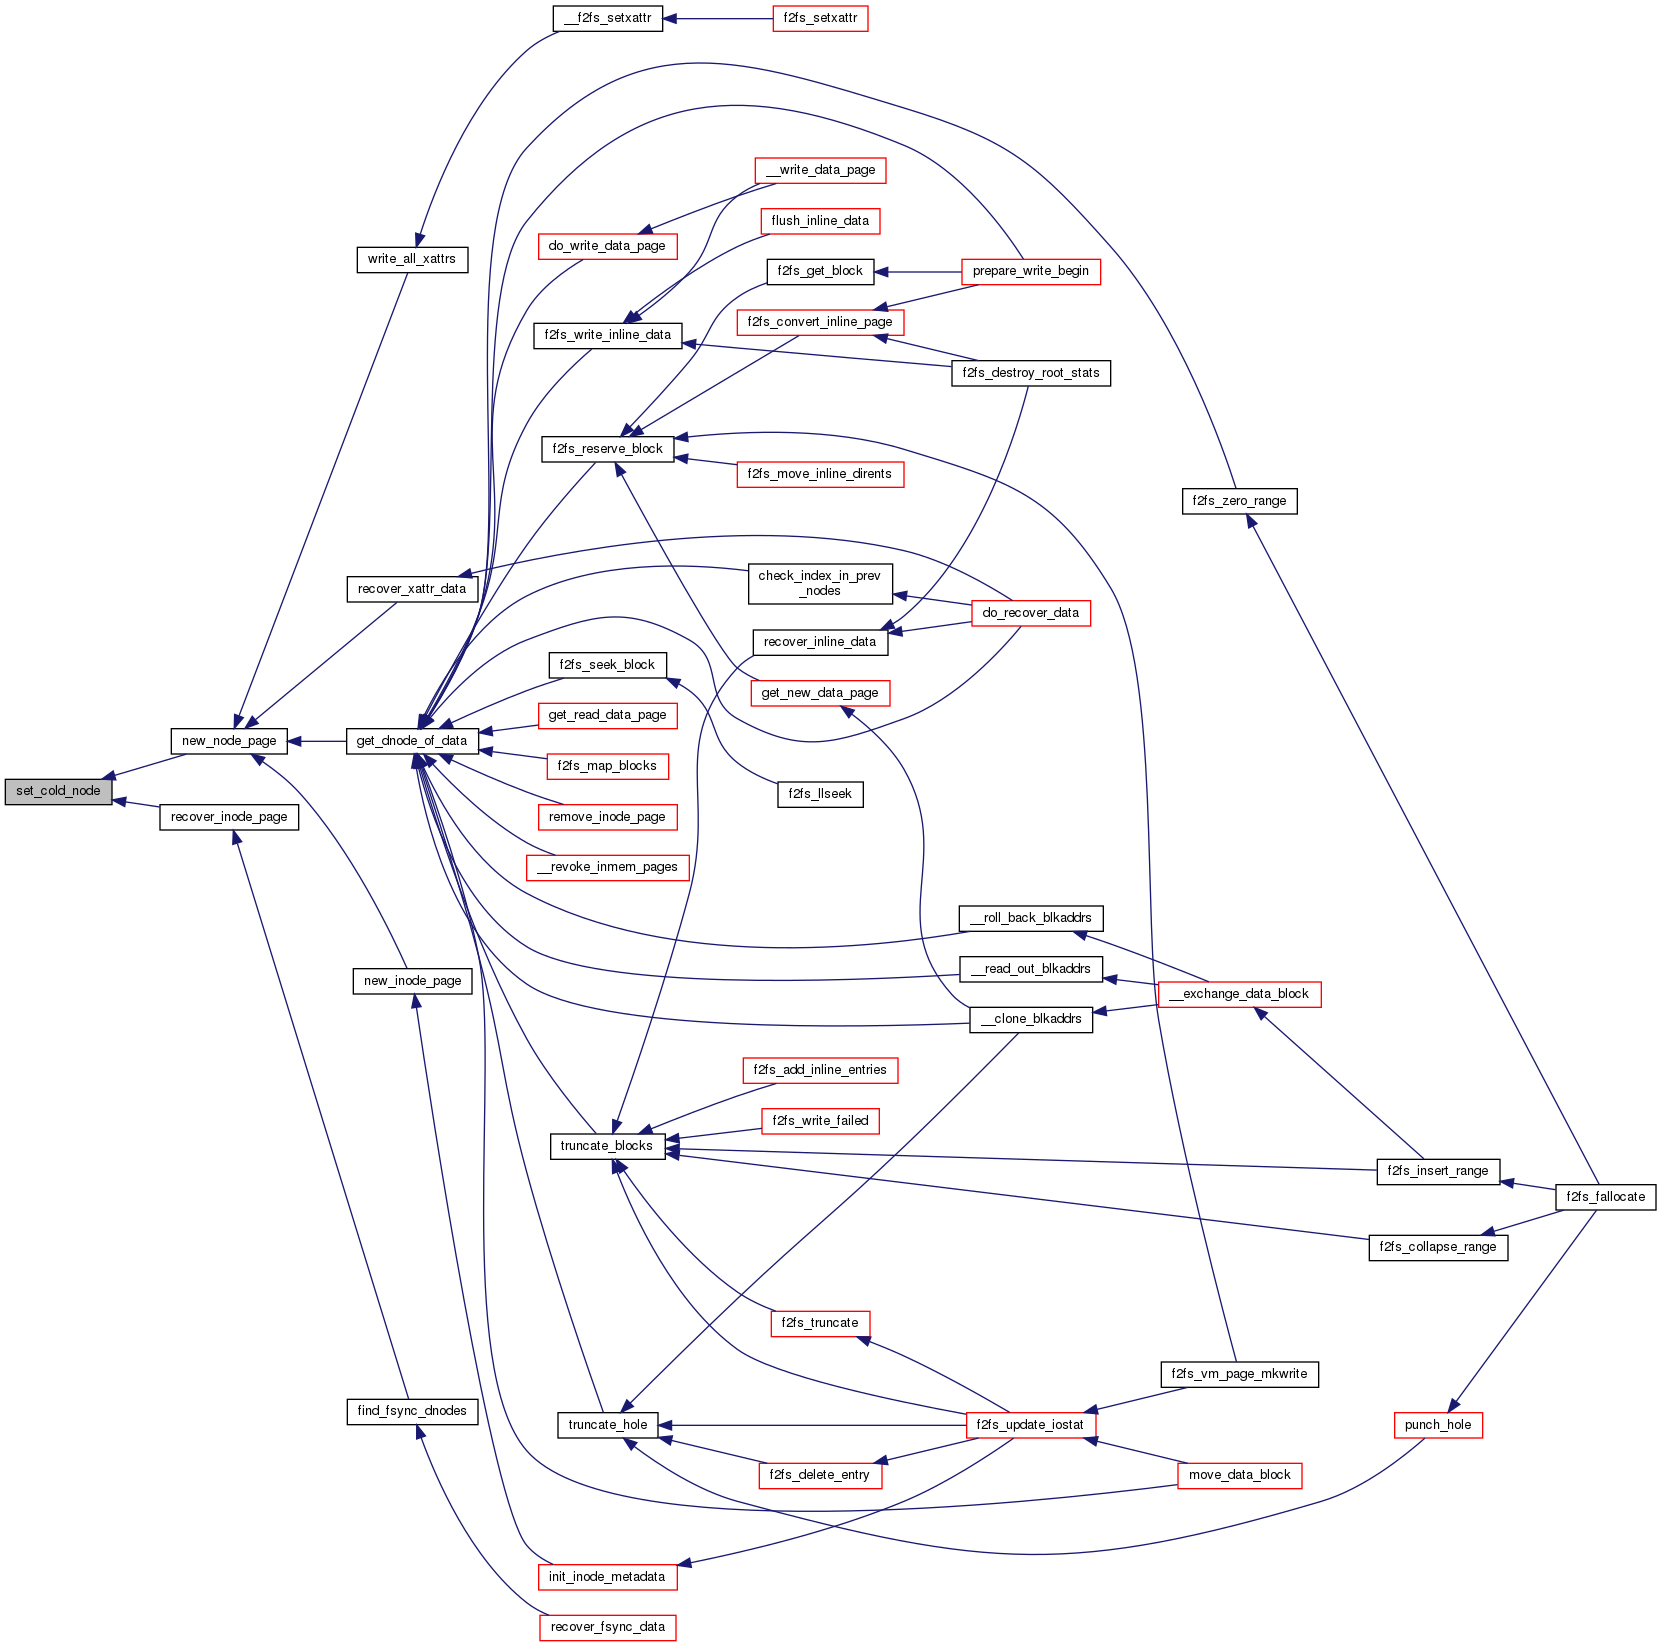 __f2fs_setxattr
f2fs_setxattr
__write_data_page
flush_inline_data
do_write_data_page
write_all_xattrs
f2fs_get_block
prepare_write_begin
f2fs_convert_inline_page
f2fs_write_inline_data
f2fs_destroy_root_stats
f2fs_reserve_block
f2fs_move_inline_dirents
f2fs_zero_range
check_index_in_prev
_nodes
recover_xattr_data
do_recover_data
recover_inline_data
f2fs_seek_block
get_new_data_page
get_read_data_page
new_node_page
get_dnode_of_data
f2fs_map_blocks
set_cold_node
f2fs_llseek
recover_inode_page
remove_inode_page
__revoke_inmem_pages
__roll_back_blkaddrs
__read_out_blkaddrs
new_inode_page
__exchange_data_block
__clone_blkaddrs
f2fs_add_inline_entries
f2fs_write_failed
truncate_blocks
f2fs_insert_range
f2fs_fallocate
f2fs_collapse_range
f2fs_truncate
f2fs_vm_page_mkwrite
find_fsync_dnodes
truncate_hole
f2fs_update_iostat
punch_hole
f2fs_delete_entry
move_data_block
init_inode_metadata
recover_fsync_data